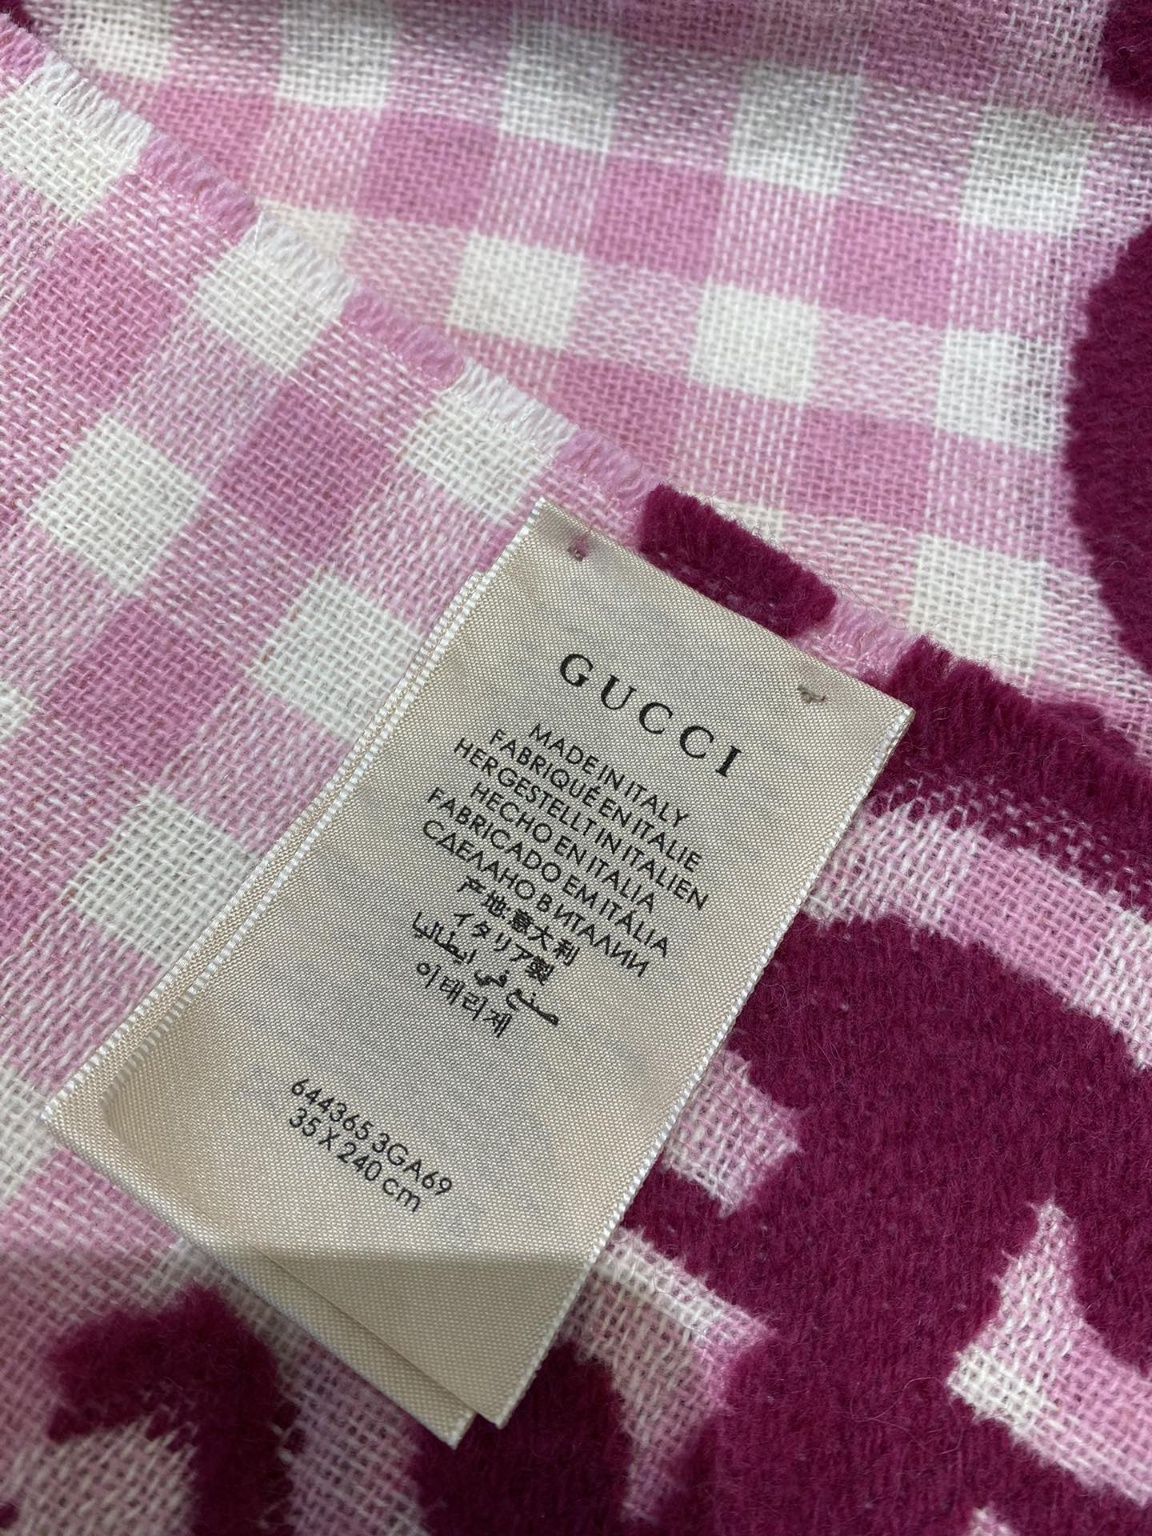 GUCCI
MADE IN ITALY
FABRIQUÉ EN ITALIE
HERGESTELLT IN ITALIEN
HECHO EN ITALIA
FABRICADO EM ITÁLIA
СДЕЛАНО В ИТАЛИИ
产地:意大利
イタリア製
صنع في ايطاليا
이태리제
644365 3GA69
35 X 240 cm